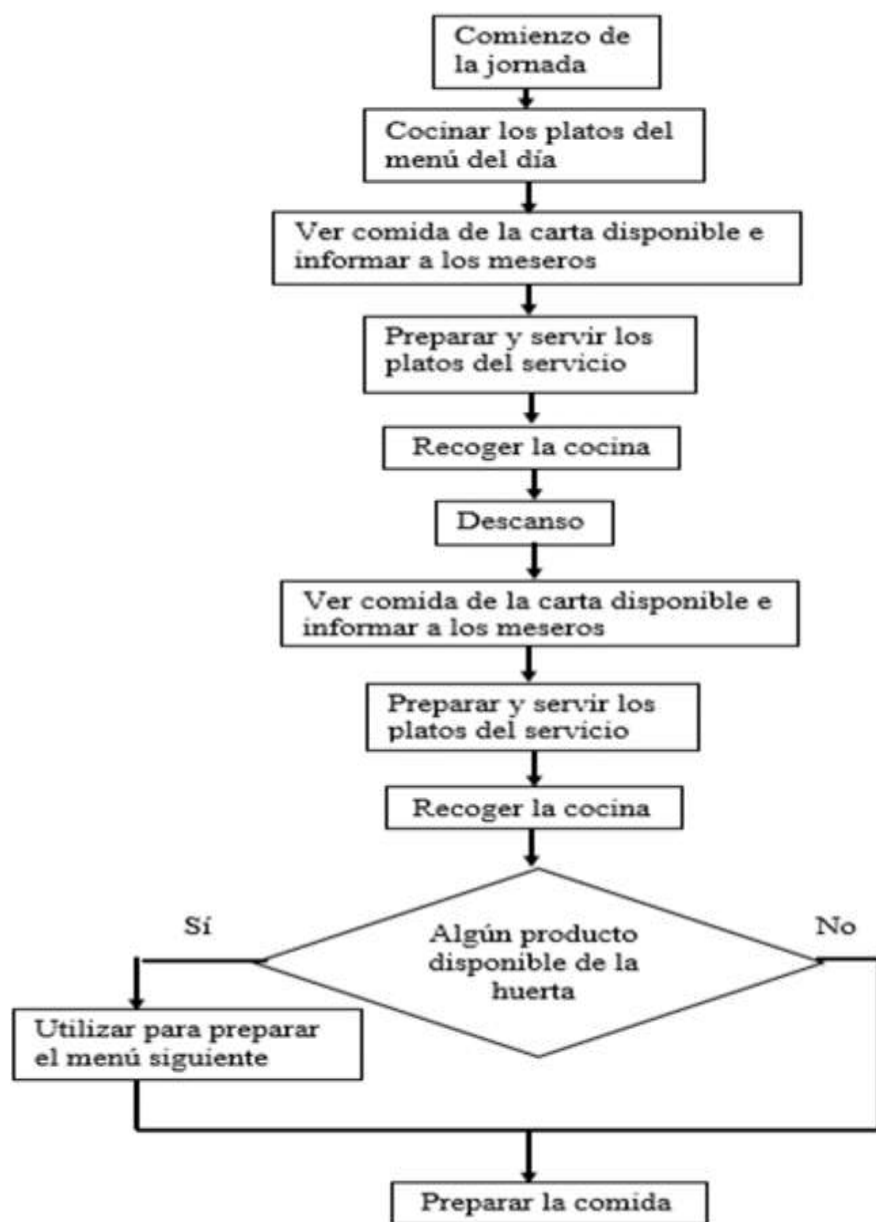 Comienzo de
la jornada
Cocinar los platos del
menú del día
Ver comida de la carta disponible e
informar a los meseros
Preparar y servir los
platos del servicio
Recoger la cocina
Descanso
Ver comida de la carta disponible e
informar a los meseros
Preparar y servir los
platos del servicio
Recoger la cocina
Sí
No
Algún producto
disponible de la
huerta
Utilizar para preparar
el menú siguiente
Preparar la comida